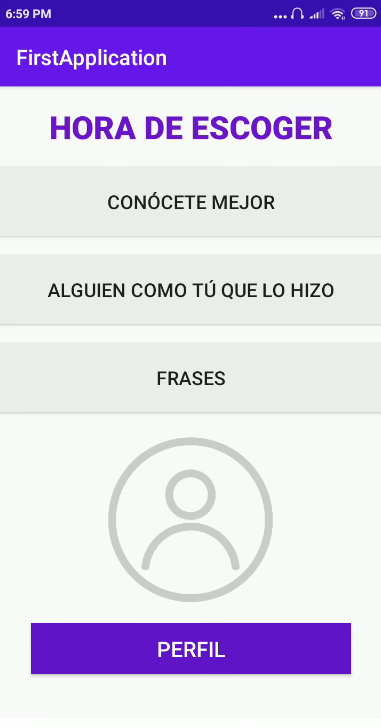 6:59 PM
91
FirstApplication
HORA DE ESCOGER
CONÓCETE MEJOR
ALGUIEN COMO TÚ QUE LO HIZO
FRASES
PERFIL